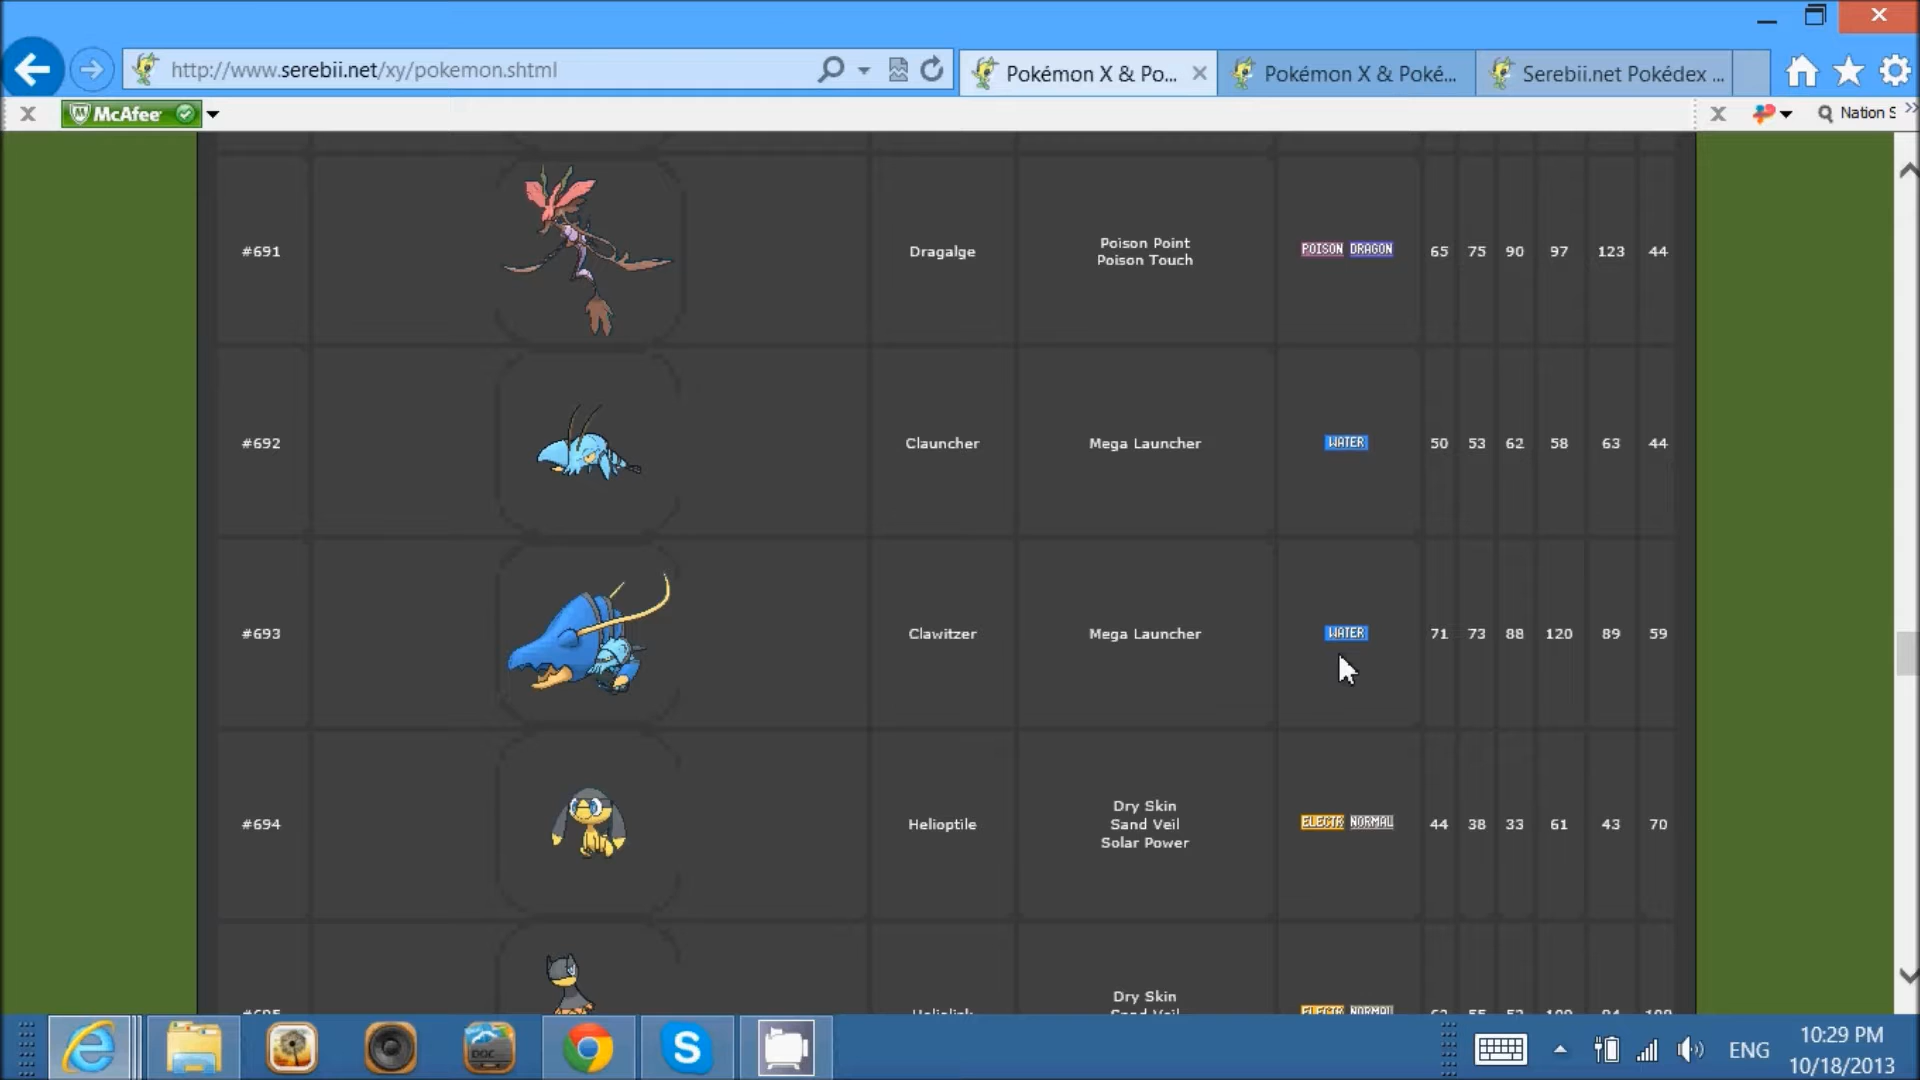 http://www.serebii.net/xy/pokemon.shtml
Pokémon X & Po...
Pokémon X & Poké...
Serebii.net Pokédex ...
McAfee
Nation S
#691
Dragalge
Poison Point
Poison Touch
POISON DRAGON
65 75 90 97 123 44
#692
Clauncher
Mega Launcher
WATER
50 53 62 58 63 44
#693
Clawitzer
Mega Launcher
WATER
71 73 88 120 89 59
#694
Helioptile
Dry Skin
Sand Veil
Solar Power
ELECTR NORMAL
44 38 33 61 43 70
Dry Skin
ELECTR NORMAL
DOC
S
ENG
10:29 PM
10/18/2013